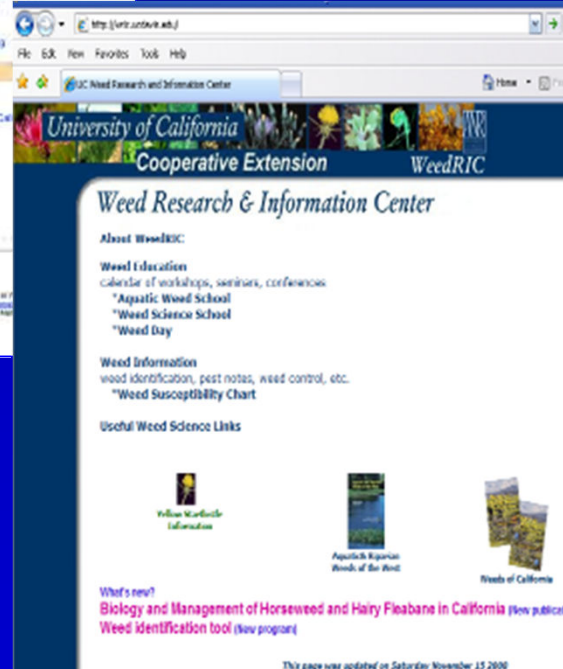 http://wric.ucdavis.edu/
File Edit View Favorites Tools Help
UC Weed Research and Information Center
Home
University of California
Cooperative Extension WeedRIC
Weed Research & Information Center
About WeedRIC
Weed Education
calendar of workshops, seminars, conferences
*Aquatic Weed School
*Weed Science School
*Weed Day
Weed Information
weed identification, pest notes, weed control, etc.
*Weed Susceptibility Chart
Useful Weed Science Links
Yellow Starthistle
Information
Weeds of the West
Weeds of California
What's new?
Biology and Management of Horseweed and Hairy Fleabane in California (New
Weed identification tool (New program)
This page was updated on Saturday November 15